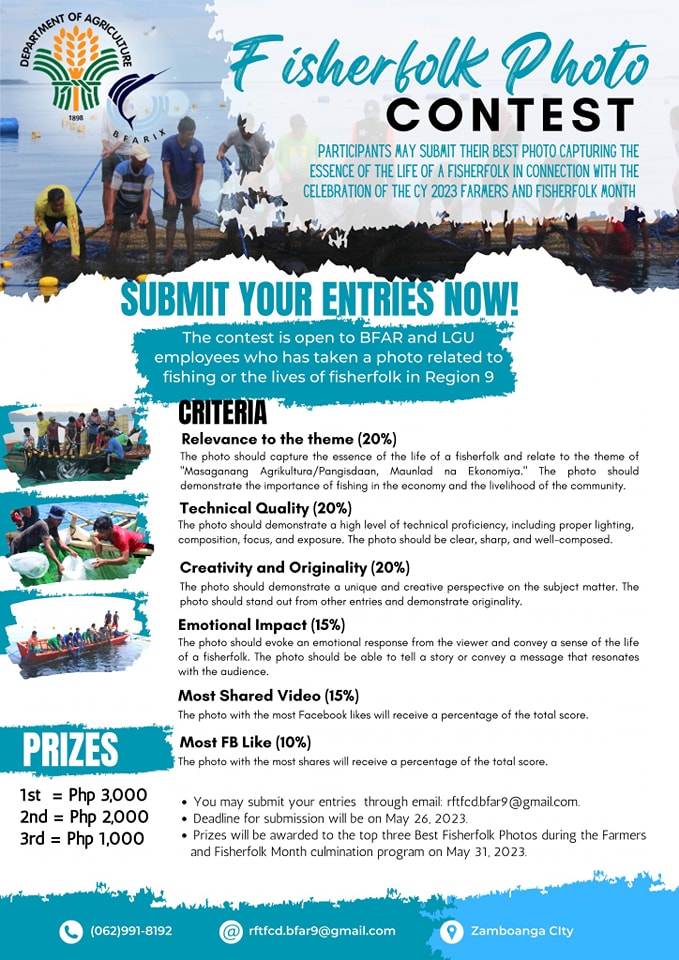 DEPARTMENT OF AGRICULTURE
1898
BFARIX
Fisherfolk Photo
CONTEST
PARTICIPANTS MAY SUBMIT THEIR BEST PHOTO CAPTURING THE
ESSENCE OF THE LIFE OF A FISHERFOLK IN CONNECTION WITH THE
CELEBRATION OF THE CY 2023 FARMERS AND FISHERFOLK MONTH
SUBMIT YOUR ENTRIES NOW!
The contest is open to BFAR and LGU
employees who has taken a photo related to
fishing or the lives of fisherfolk in Region 9
CRITERIA
Relevance to the theme (20%)
The photo should capture the essence of the life of a fisherfolk and relate to the theme of
"Masaganang Agrikultura/Pangisdaan, Maunlad na Ekonomiya." The photo should
demonstrate the importance of fishing in the economy and the livelihood of the community.
Technical Quality (20%)
The photo should demonstrate a high level of technical proficiency, including proper lighting,
composition, focus, and exposure. The photo should be clear, sharp, and well-composed.
Creativity and Originality (20%)
The photo should demonstrate a unique and creative perspective on the subject matter. The
photo should stand out from other entries and demonstrate originality.
Emotional Impact (15%)
The photo should evoke an emotional response from the viewer and convey a sense of the life
of a fisherfolk. The photo should be able to tell a story or convey a message that resonates
with the audience.
Most Shared Video (15%)
The photo with the most Facebook likes will receive a percentage of the total score.
Most FB Like (10%)
The photo with the most shares will receive a percentage of the total score.
PRIZES
1st = Php 3,000
2nd = Php 2,000
3rd = Php 1,000
• You may submit your entries through email: rftfcd.bfar9@gmail.com.
• Deadline for submission will be on May 26, 2023.
• Prizes will be awarded to the top three Best Fisherfolk Photos during the Farmers
and Fisherfolk Month culmination program on May 31, 2023.
(062)991-8192
rftfcd.bfar9@gmail.com
Zamboanga CIty